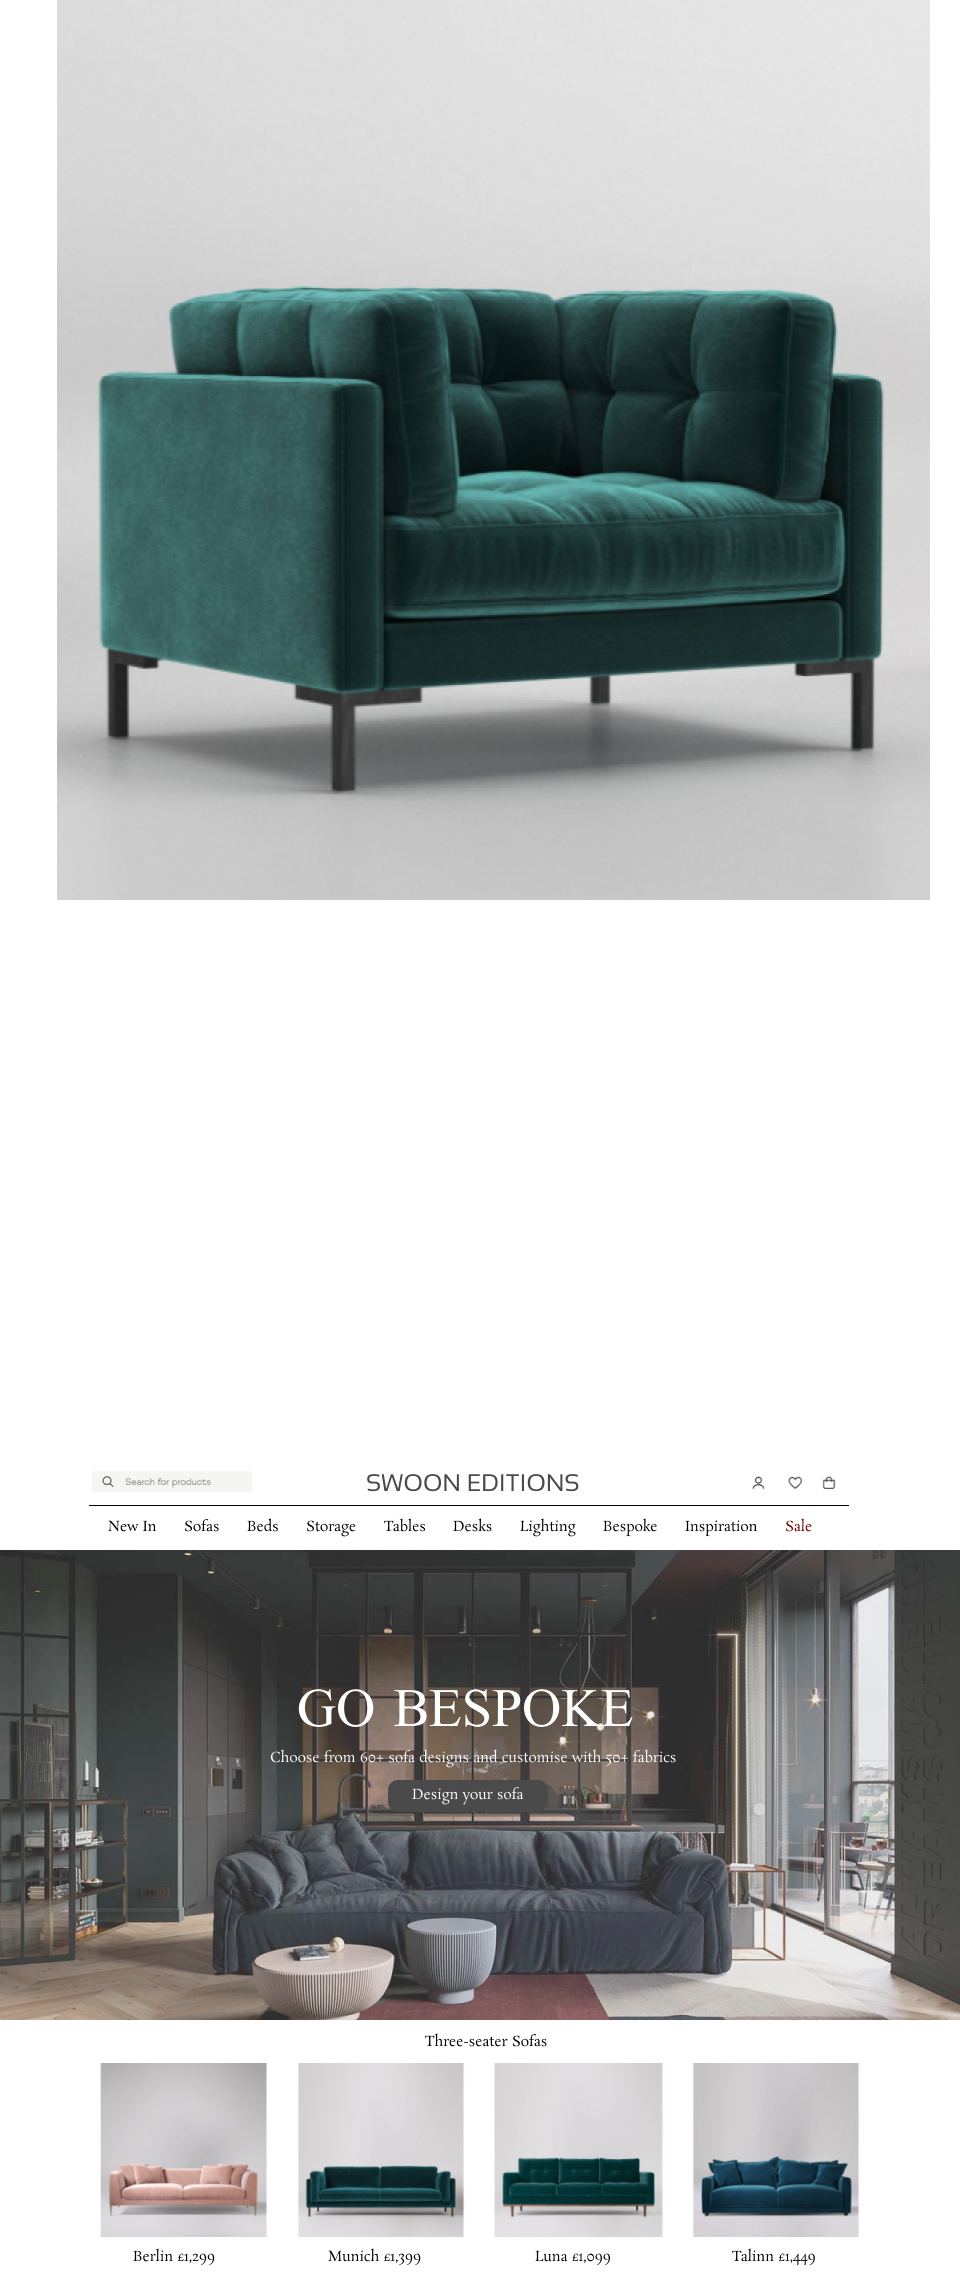 Search for products
SWOON EDITIONS
New In Sofas Beds Storage Tables Desks Lighting Bespoke Inspiration Sale
GO BESPOKE
Choose from 60+ sofa designs and customise with 50+ fabrics
Design your sofa
Three-seater Sofas
Berlin £1,299 Munich £1,399 Luna £1,099 Talinn £1,449